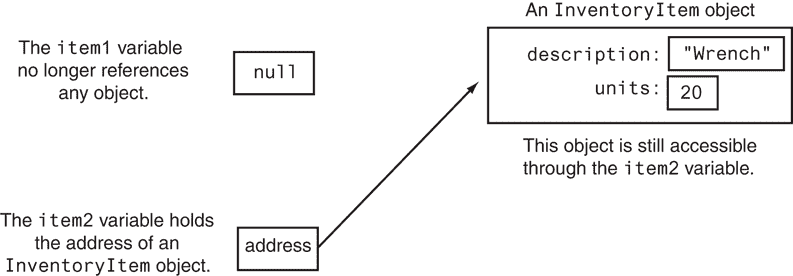 An InventoryItem object
The item1 variable
no longer references
any object.
null
description: "Wrench"
units: 20
This object is still accessible
through the item2 variable.
The item2 variable holds
the address of an
InventoryItem object.
address